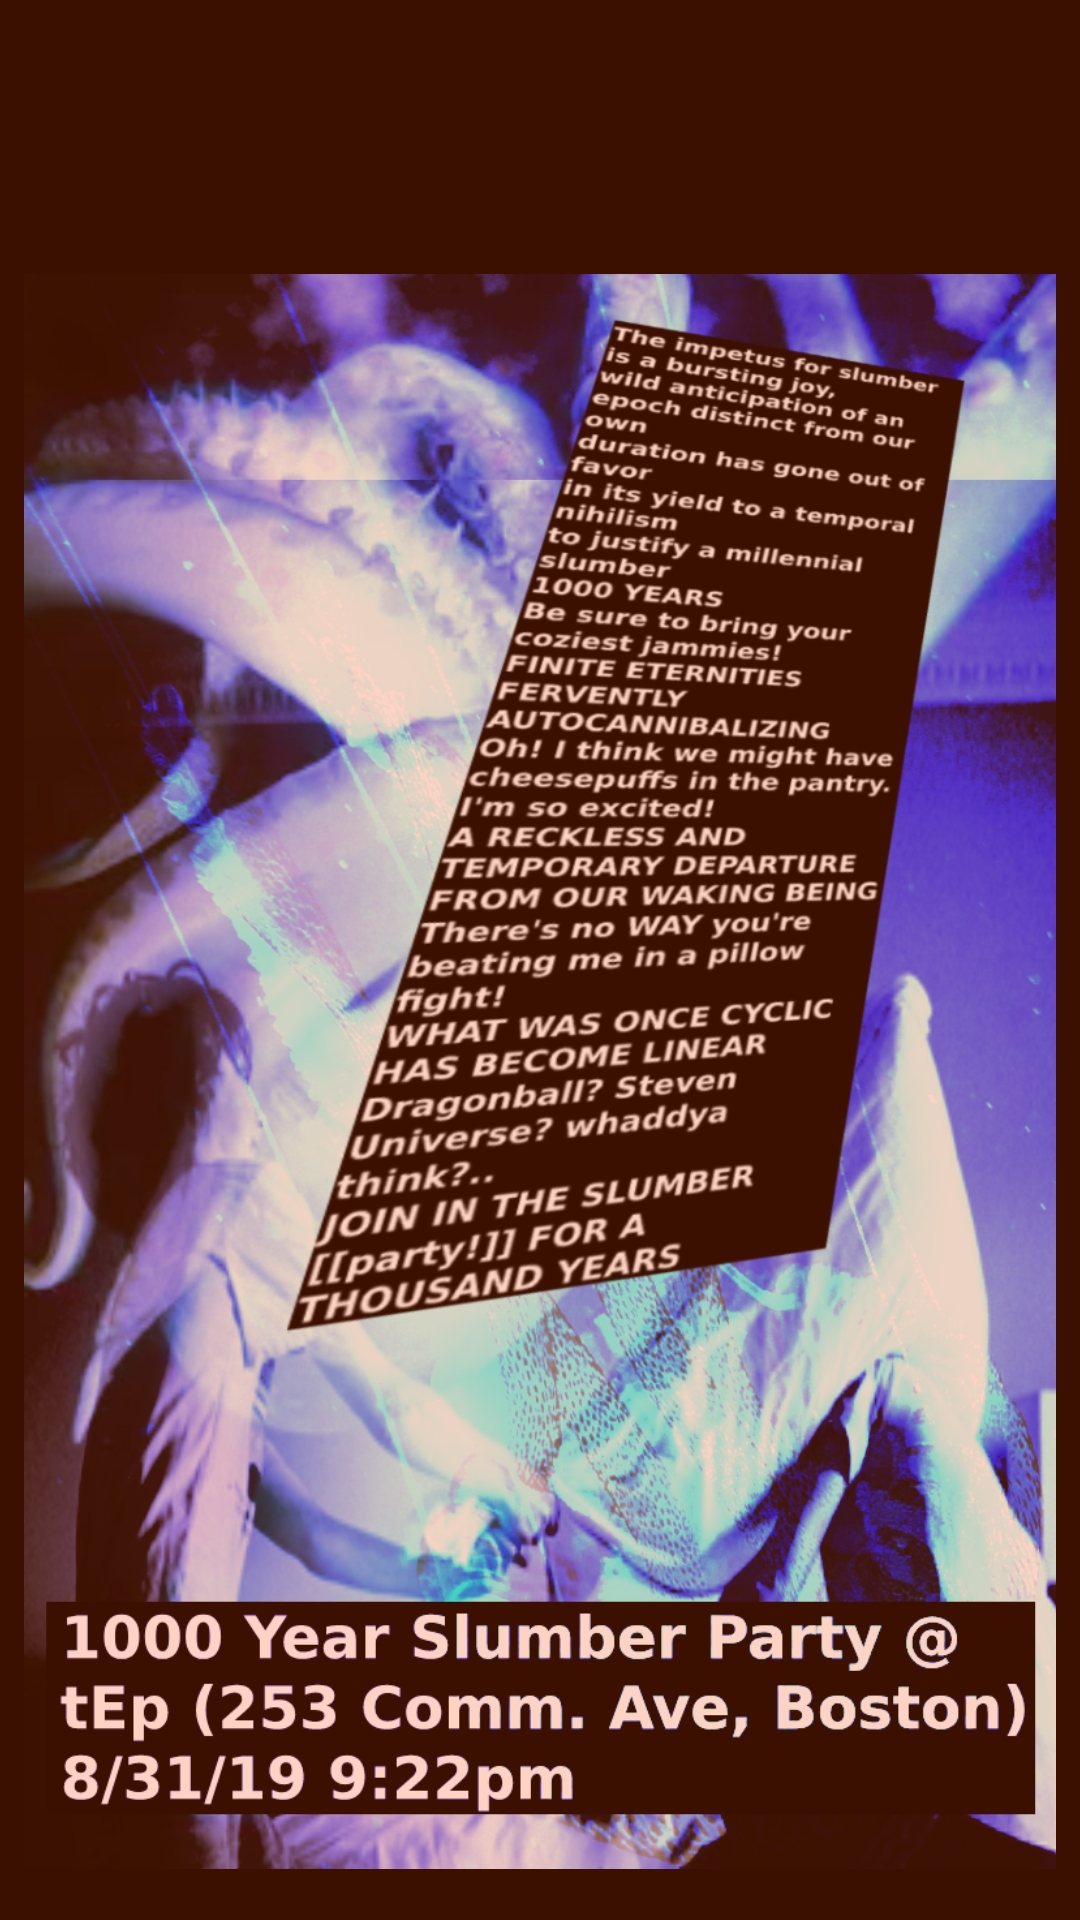 The impetus for slumber
is a bursting joy,
wild anticipation of an
epoch distinct from our
own
duration has gone out of
favor
in its yield to a temporal
nihilism
to justify a millennial
slumber
1000 YEARS
Be sure to bring your
coziest jammies!
FINITE ETERNITIES
FERVENTLY
AUTOCANNIBALIZING
Oh! I think we might have
cheesepuffs in the pantry.
I'm so excited!
A RECKLESS AND
TEMPORARY DEPARTURE
FROM OUR WAKING BEING
There's no WAY you're
beating me in a pillow
fight!
WHAT WAS ONCE CYCLIC
HAS BECOME LINEAR
Dragonball? Steven
Universe? whaddya
think?..
JOIN IN THE SLUMBER
[[party!]] FOR A
THOUSAND YEARS
1000 Year Slumber Party @
tEp (253 Comm. Ave, Boston)
8/31/19 9:22pm